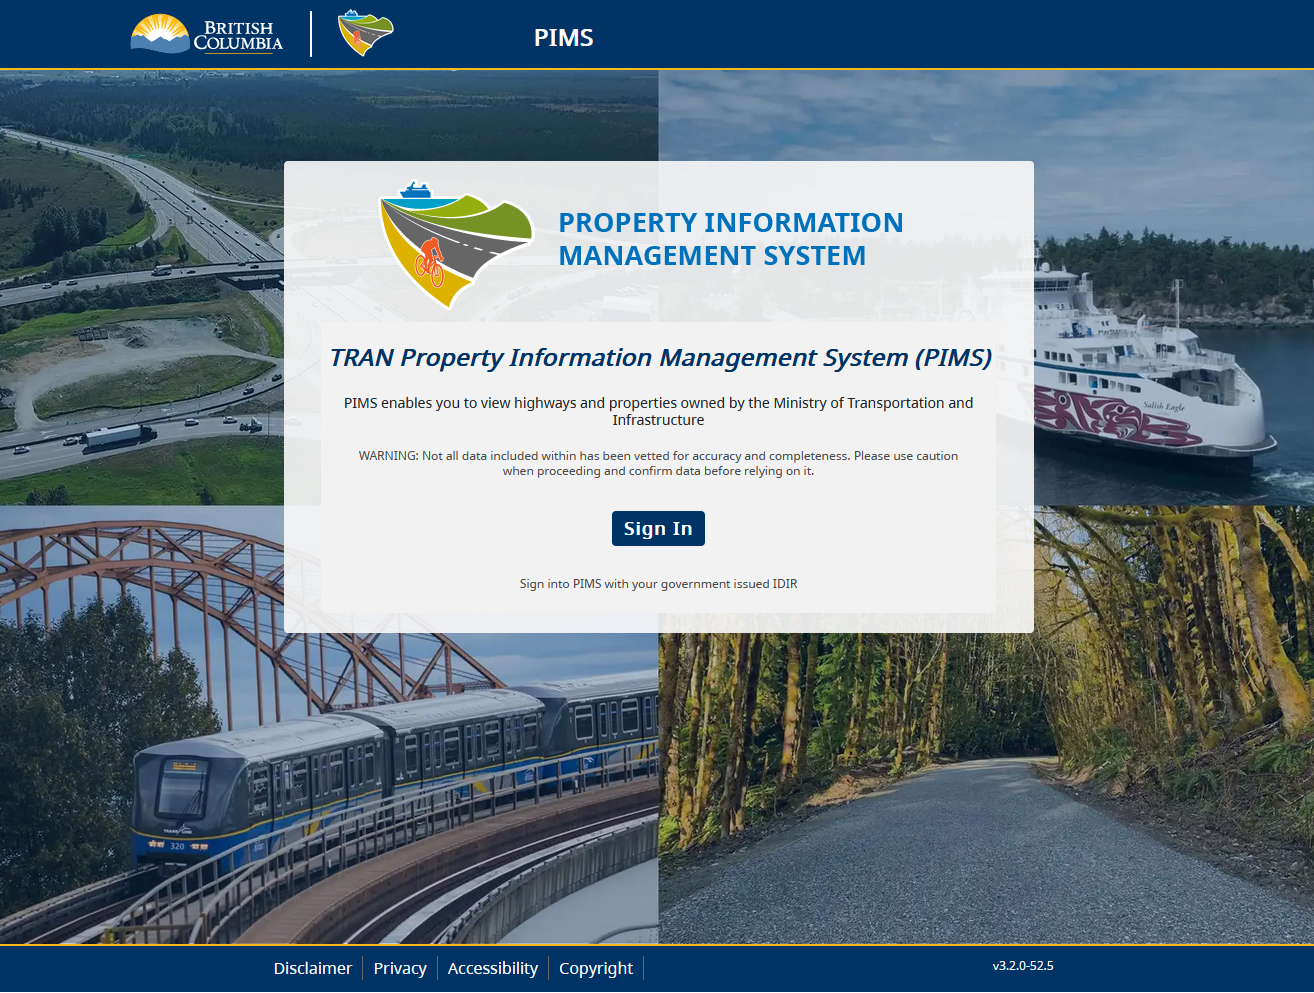 BRITISH
COLUMBIA
PIMS
PROPERTY INFORMATION
MANAGEMENT SYSTEM
TRAN Property Information Management System (PIMS)
PIMS enables you to view highways and properties owned by the Ministry of Transportation and
Infrastructure
WARNING: Not all data included within has been vetted for accuracy and completeness. Please use caution
when proceeding and confirm data before relying on it.
Sign In
Sign into PIMS with your government issued IDIR
Salish Eagle
320
Disclaimer
Privacy
Accessibility
Copyright
v3.2.0-52.5